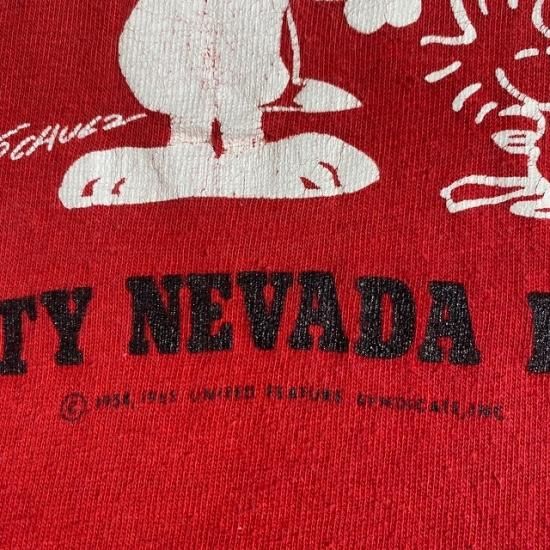 SCHULZ
TY NEVADA
© 1958, 1965 UNITED FEATURE SYNDICATE, INC.